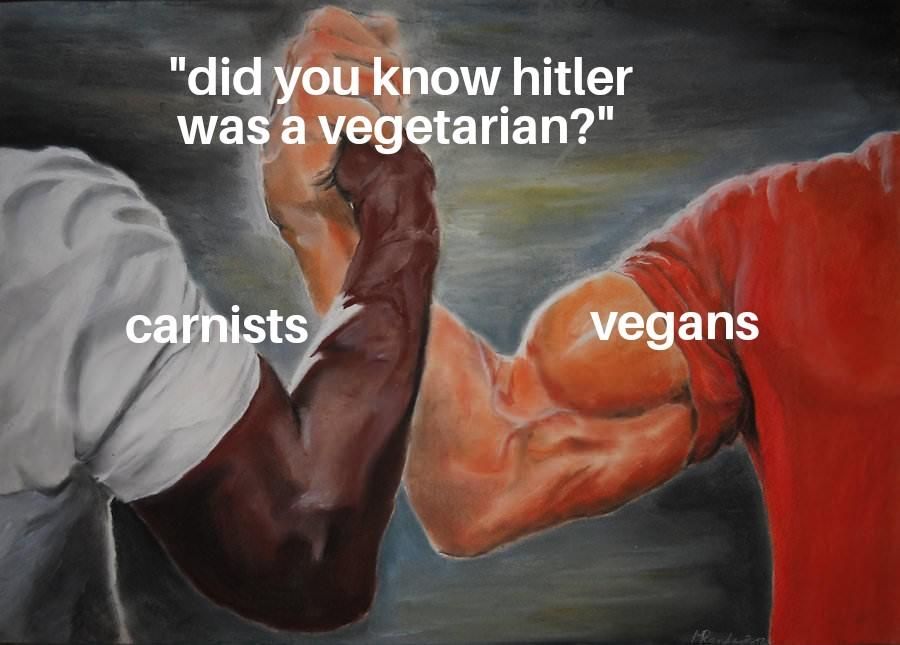 "did you know hitler
was a vegetarian?"
carnists
vegans